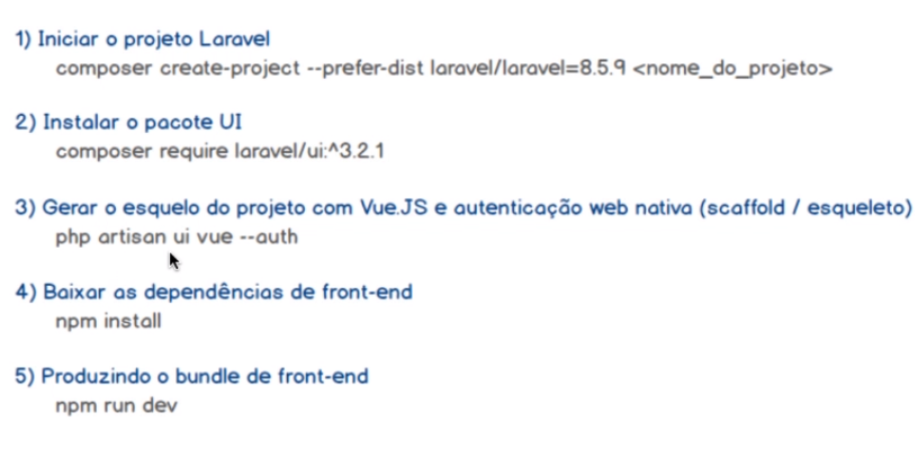 1) Iniciar o projeto Laravel
composer create-project --prefer-dist laravel/laravel=8.5.9 <nome_do_projeto>
2) Instalar o pacote UI
composer require laravel/ui:^3.2.1
3) Gerar o esquelo do projeto com Vue.JS e autenticação web nativa (scaffold / esqueleto)
php artisan ui vue --auth
4) Baixar as dependências de front-end
npm install
5) Produzindo o bundle de front-end
npm run dev